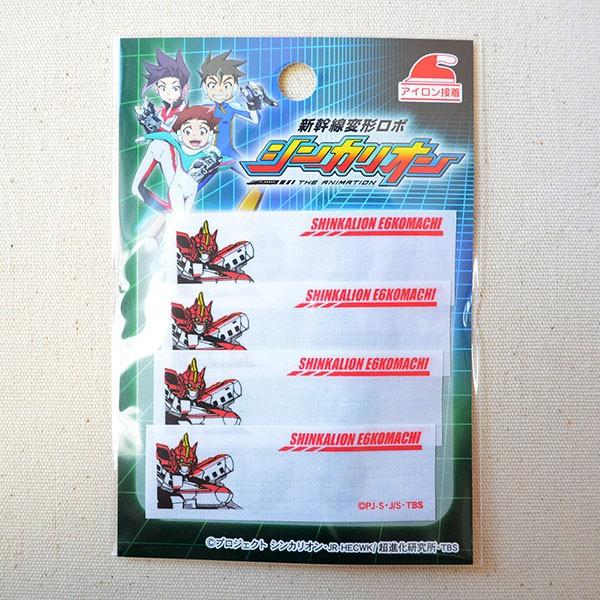 アイロン接着
新幹線変形ロボ
シンカリオン
THE ANIMATION
SHINKALION E6KOMACHI
SHINKALION E6KOMACHI
SHINKALION E6KOMACHI
SHINKALION E6KOMACHI
©PJ-S・J/S・TBS
©プロジェクト シンカリオン・JR-HECWK/超進化研究所・TBS